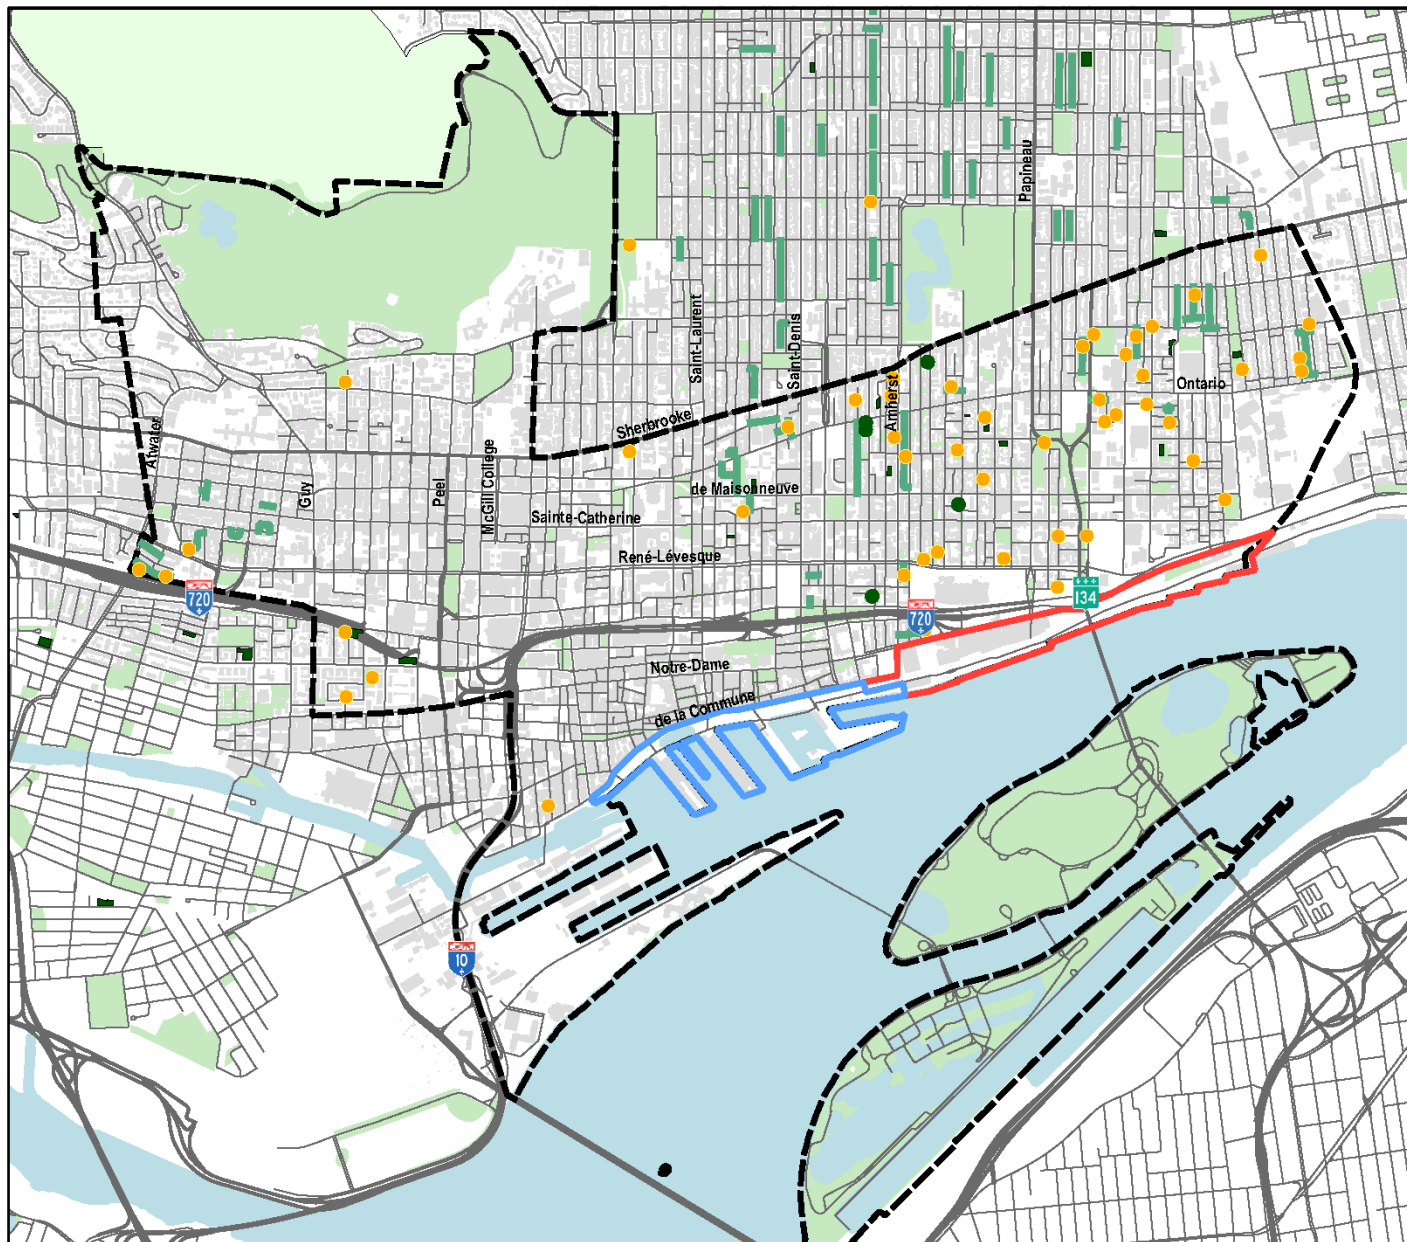 Papineau
Saint-Laurent
Saint-Denis
Amherst
Ontario
Sherbrooke
Atwater
Guy
Peel
McGill College
de Maisonneuve
Sainte-Catherine
René-Lévesque
720
134
720
Notre-Dame
de la Commune
10